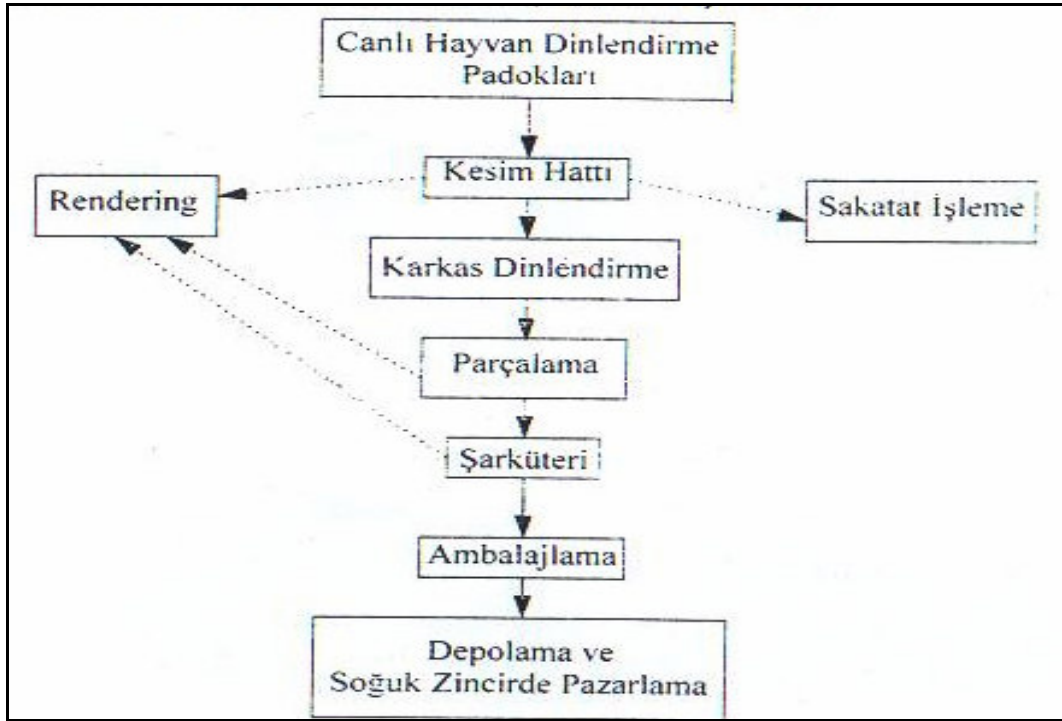 Canlı Hayvan Dinlendirme
Padokları
Kesim Hattı
Rendering
Sakatat İşleme
Karkas Dinlendirme
Parçalama
Şarküteri
Ambalajlama
Depolama ve
Soğuk Zincirde Pazarlama